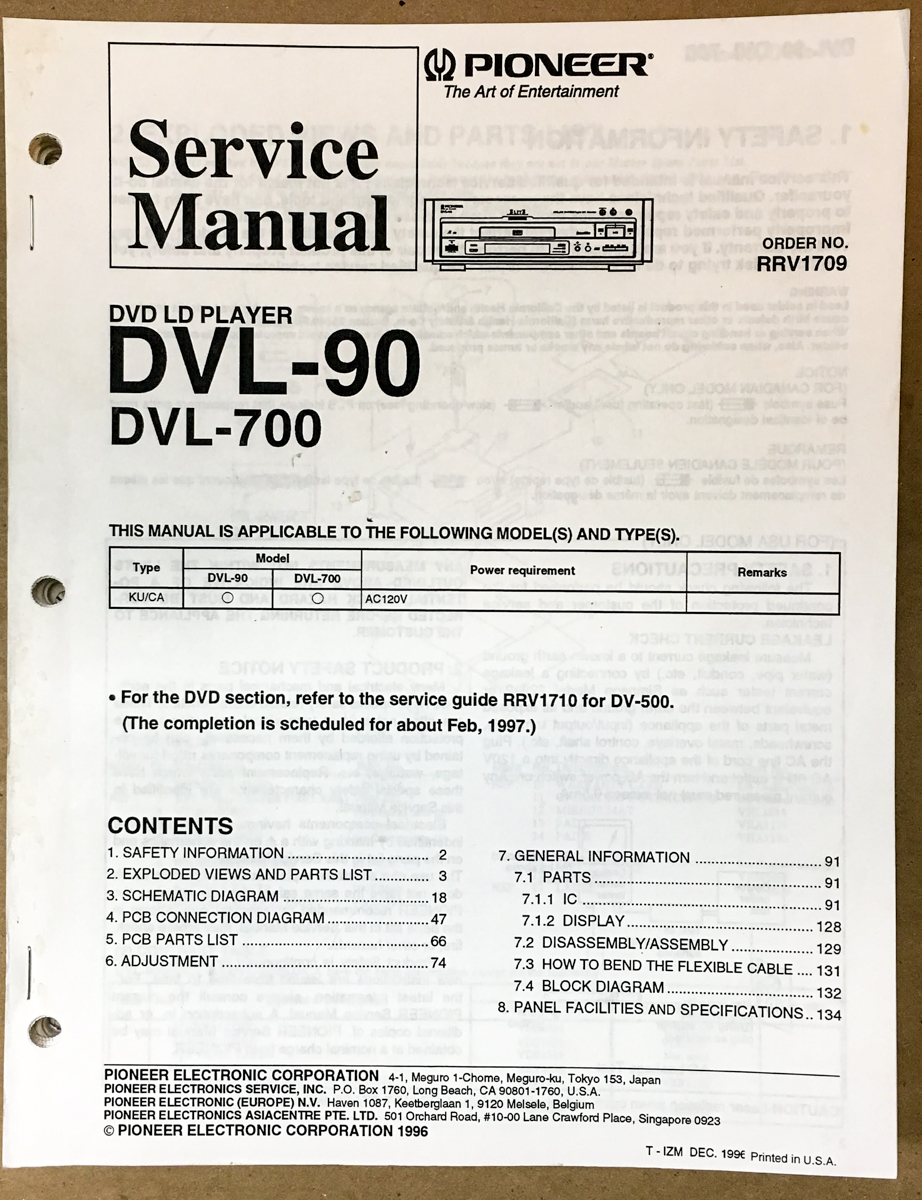 Service
Manual
PIONEER
The Art of Entertainment
ORDER NO.
RRV1709
DVD LD PLAYER
DVL-90
DVL-700
THIS MANUAL IS APPLICABLE TO THE FOLLOWING MODEL(S) AND TYPE(S).
Type Model Power requirement Remarks
DVL-90 DVL-700
KU/CA ○ ○ AC120V
• For the DVD section, refer to the service guide RRV1710 for DV-500.
(The completion is scheduled for about Feb, 1997.)
CONTENTS
1. SAFETY INFORMATION 2
2. EXPLODED VIEWS AND PARTS LIST 3
3. SCHEMATIC DIAGRAM 18
4. PCB CONNECTION DIAGRAM 47
5. PCB PARTS LIST 66
6. ADJUSTMENT 74
7. GENERAL INFORMATION 91
7.1 PARTS 91
7.1.1 IC 91
7.1.2 DISPLAY 128
7.2 DISASSEMBLY/ASSEMBLY 129
7.3 HOW TO BEND THE FLEXIBLE CABLE 131
7.4 BLOCK DIAGRAM 132
8. PANEL FACILITIES AND SPECIFICATIONS 134
PIONEER ELECTRONIC CORPORATION 4-1, Meguro 1-Chome, Meguro-ku, Tokyo 153, Japan
PIONEER ELECTRONICS SERVICE, INC. P.O. Box 1760, Long Beach, CA 90801-1760, U.S.A.
PIONEER ELECTRONIC (EUROPE) N.V. Haven 1087, Keetberglaan 1, 9120 Melsele, Belgium
PIONEER ELECTRONICS ASIACENTRE PTE. LTD. 501 Orchard Road, #10-00 Lane Crawford Place, Singapore 0923
© PIONEER ELECTRONIC CORPORATION 1996
T - IZM DEC. 1996 Printed in U.S.A.